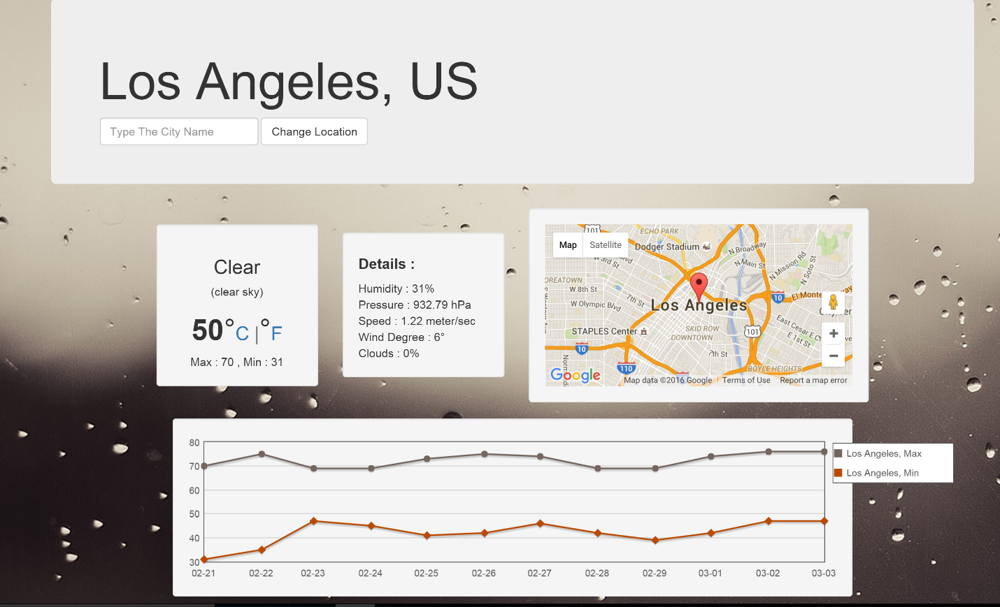 Los Angeles, US
Type The City Name
Change Location
Clear
(clear sky)
50°C | °F
Max : 70 , Min : 31
Details :
Humidity : 31%
Pressure : 932.79 hPa
Speed : 1.22 meter/sec
Wind Degree : 6°
Clouds : 0%
101
ECHO PARK
Map
Satellite
Dodger Stadium
N Broadway
W 3rd St
N Main St
N Mission Rd
N Soto St
W 8th St
7th St
10
El Monte
W Olympic Blvd
Los Angeles
STAPLES Center
SKID ROW
DOWNTOWN
101
East Cesar E
E 1st St
10
7th St
110
BOYLE HEIGHTS
Google
Map data ©2016 Google
Terms of Use
Report a map error
80
70
60
50
40
30
02-21
02-22
02-23
02-24
02-25
02-26
02-27
02-28
02-29
03-01
03-02
03-03
Los Angeles, Max
Los Angeles, Min